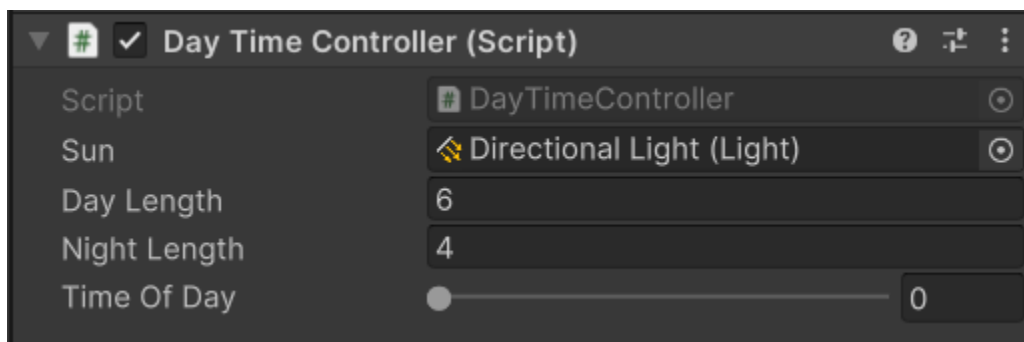 # Day Time Controller (Script)
Script # DayTimeController
Sun Directional Light (Light)
Day Length 6
Night Length 4
Time Of Day 0